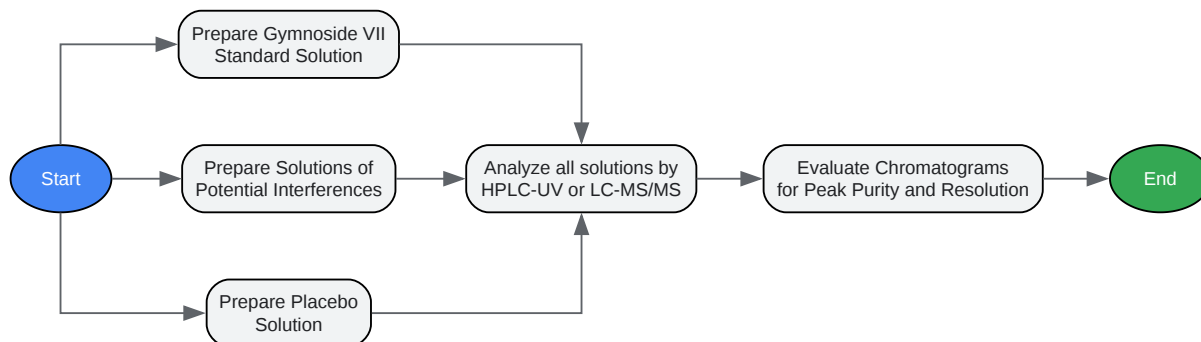 Prepare Gymnoside VII
Standard Solution
Start
Prepare Solutions of
Potential Interferences
Analyze all solutions by
HPLC-UV or LC-MS/MS
Evaluate Chromatograms
for Peak Purity and Resolution
End
Prepare Placebo
Solution